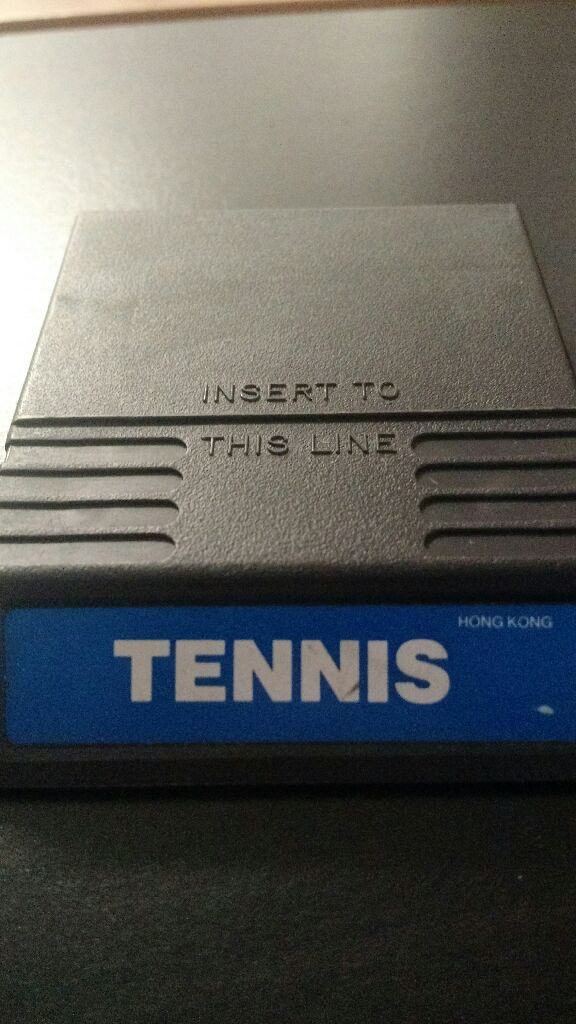 INSERT TO
THIS LINE
HONG KONG
TENNIS